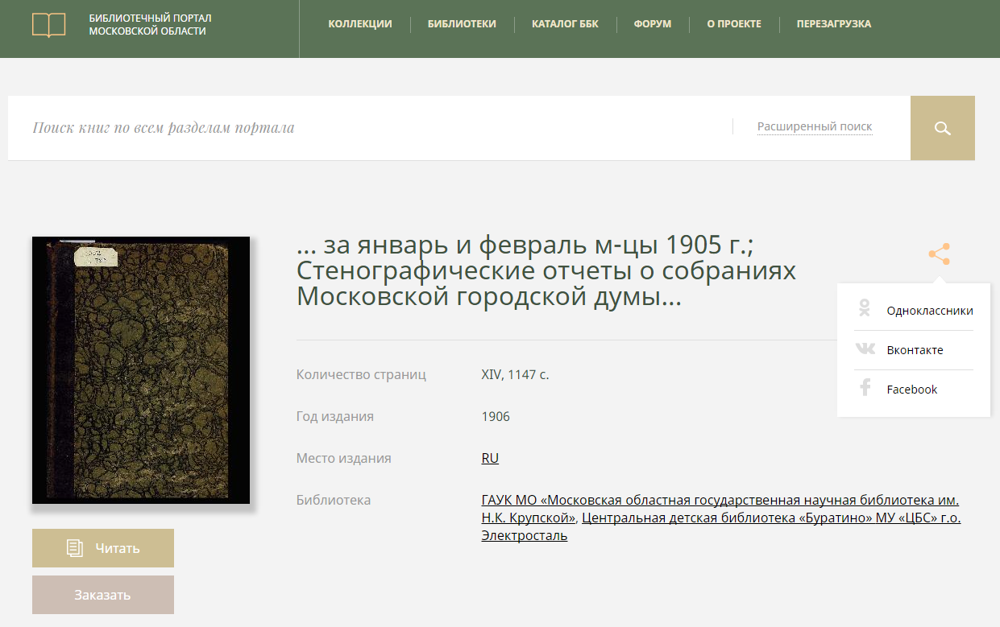 БИБЛИОТЕЧНЫЙ ПОРТАЛ
МОСКОВСКОЙ ОБЛАСТИ
КОЛЛЕКЦИИ
БИБЛИОТЕКИ
КАТАЛОГ ББК
ФОРУМ
О ПРОЕКТЕ
ПЕРЕЗАГРУЗКА
Поиск книг по всем разделам портала
Расширенный поиск
... за январь и февраль м-цы 1905 г.;
Стенографические отчеты о собраниях
Московской городской думы...
Одноклассники
Вконтакте
Facebook
Количество страниц
XIV, 1147 с.
Год издания
1906
Место издания
RU
Библиотека
ГАУК МО «Московская областная государственная научная библиотека им.
Н.К. Крупской», Центральная детская библиотека «Буратино» МУ «ЦБС» г.о.
Электросталь
Читать
Заказать